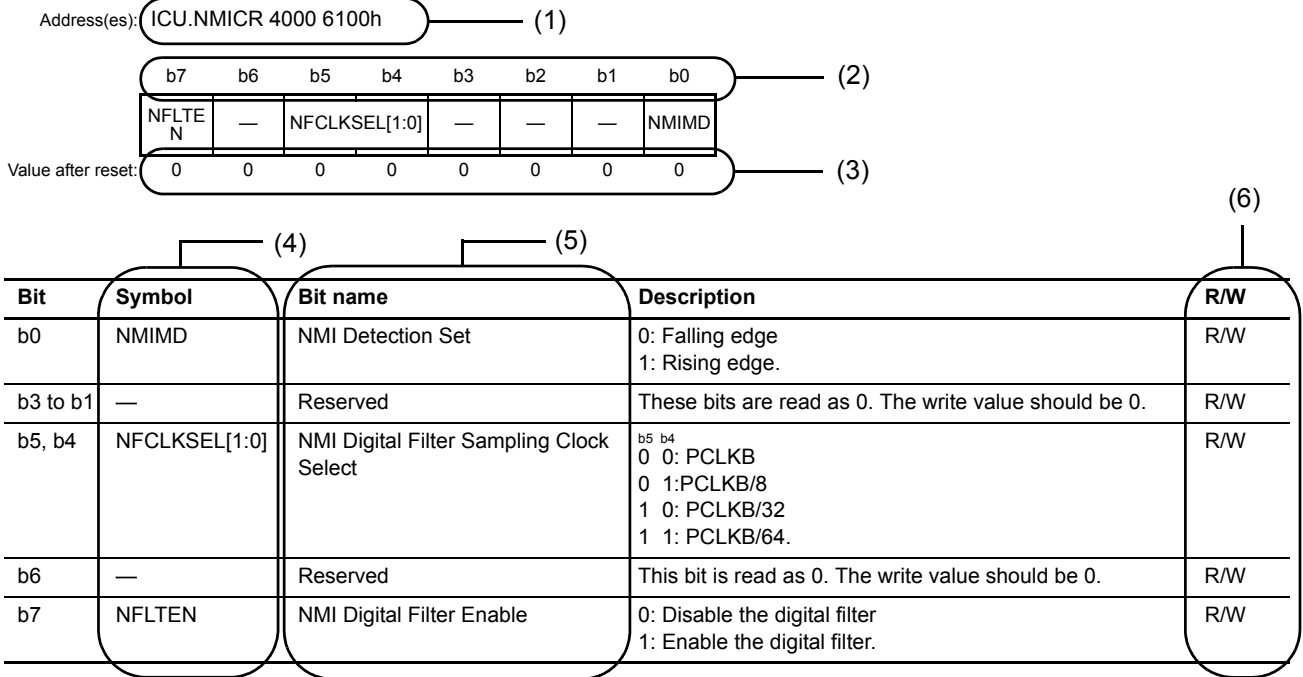 Address(es): ICU.NMICR 4000 6100h (1)
b7 b6 b5 b4 b3 b2 b1 b0 (2)
NFLTE
N — NFCLKSEL[1:0] — — — NMIMD
Value after reset: 0 0 0 0 0 0 0 0 (3)
(6)
(4) (5)
Bit Symbol Bit name Description R/W
b0 NMIMD NMI Detection Set 0: Falling edge R/W
1: Rising edge.
b3 to b1 — Reserved These bits are read as 0. The write value should be 0. R/W
b5, b4 NFCLKSEL[1:0] NMI Digital Filter Sampling Clock b5 b4 R/W
Select 0 0: PCLKB
0 1:PCLKB/8
1 0: PCLKB/32
1 1: PCLKB/64.
b6 — Reserved This bit is read as 0. The write value should be 0. R/W
b7 NFLTEN NMI Digital Filter Enable 0: Disable the digital filter R/W
1: Enable the digital filter.